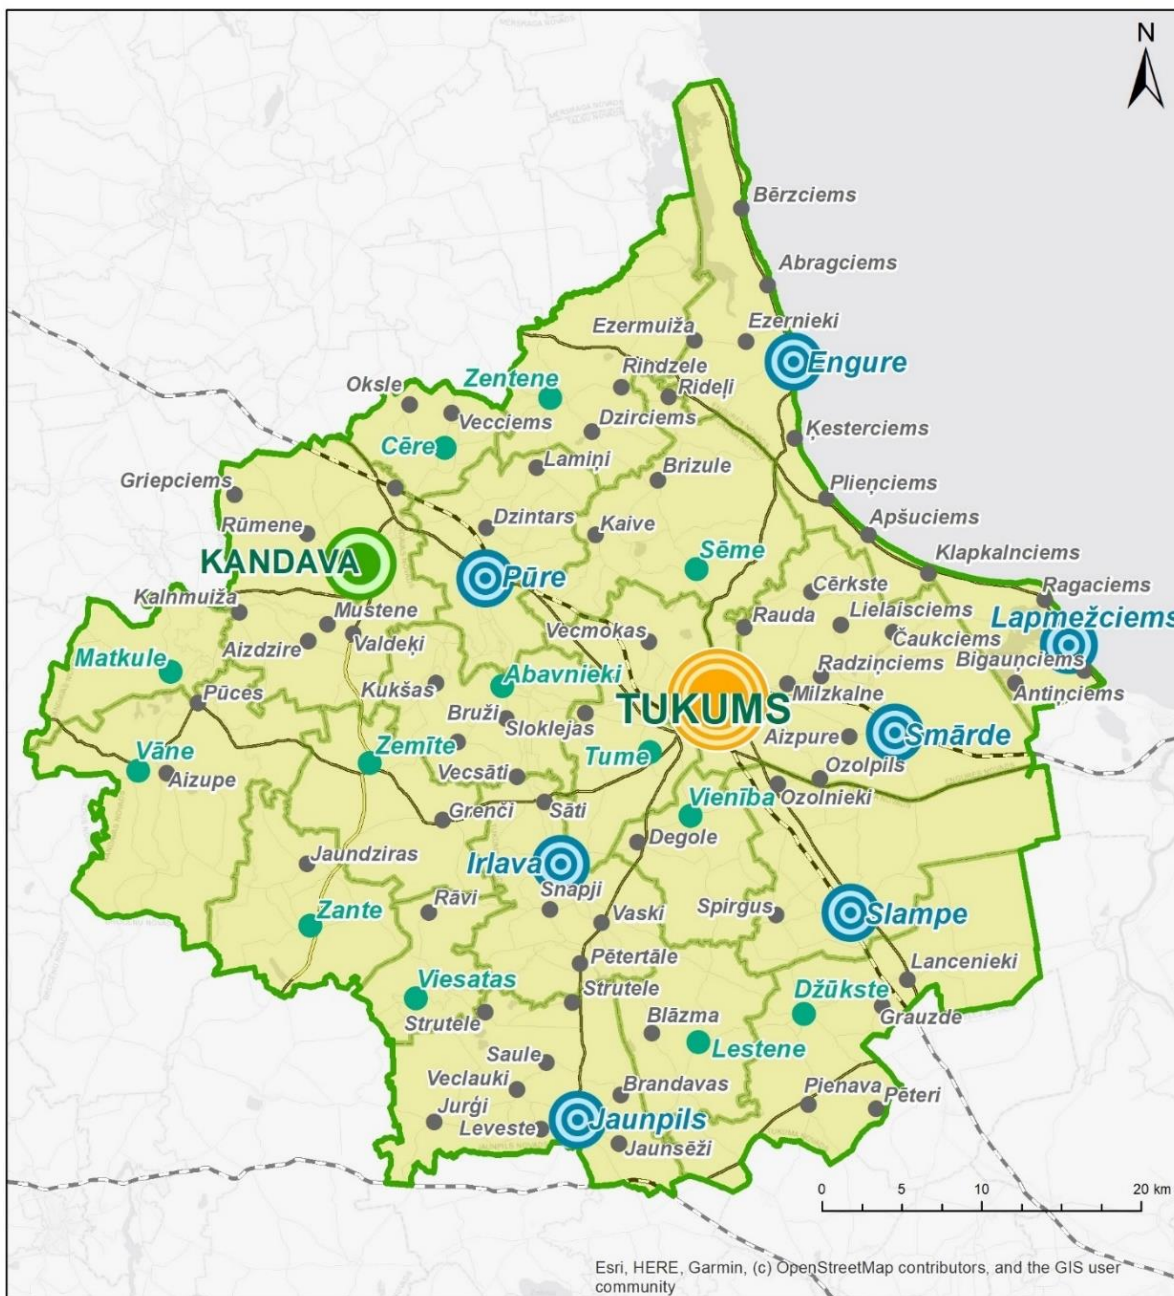 N
Bērzciems
Abragciems
Ezermuiža
Ezernieki
Engure
Rindzele
Zentene
Rideļi
Oksle
Vecciems
Dzirciems
Ķesterciems
Cēre
Lamiņi
Brizule
Griepciems
Plieņciems
Rūmene
Dzintars
Kaive
Apšuciems
KANDAVA
Pūre
Sēme
Klapkalnciems
Cērkste
Ragaciems
Kalnmuiža
Mustene
Rauda
Lielaisciems
Lapmežciems
Aizdzire
Valdeķi
Vecmokas
Čaukciems
Matkule
Abavnieki
Radziņciems
Bigauņciems
Pūces
Kukšas
TUKUMS
Milzkalne
Antiņciems
Bruži
Sloklejas
Aizpure
Smārde
Vāne
Zemīte
Tume
Aizupe
Vecsāti
Ozolpils
Vienība
Ozolnieki
Grenči
Sāti
Degole
Jaundziras
Irlava
Snapji
Zante
Rāvi
Vaski
Spirgus
Slampe
Pētertāle
Lancenieki
Viesatas
Strutele
Strutele
Džūkste
Blāzma
Grauzde
Lestene
Saule
Veclauki
Brandavas
Pienava
Pēteri
Jurģi
Jaunpils
Leveste
Jaunsēži
0 5 10 20 km
Esri, HERE, Garmin, (c) OpenStreetMap contributors, and the GIS user
community